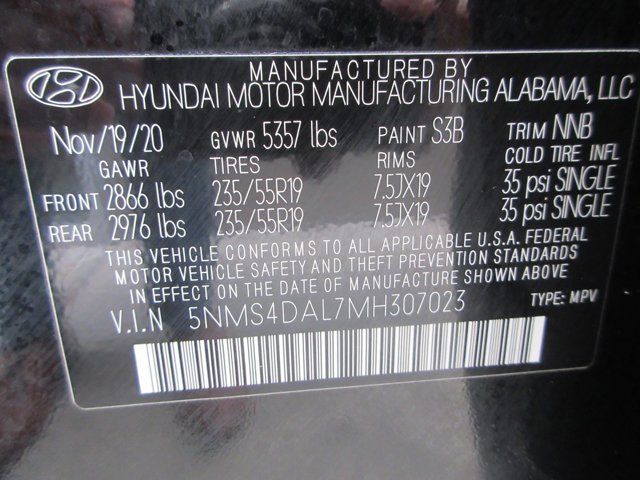 MANUFACTURED BY
HYUNDAI MOTOR MANUFACTURING ALABAMA, LLC
Nov/19/20 GVWR 5357 lbs PAINT S3B TRIM NNB
GAWR TIRES RIMS COLD TIRE INFL
FRONT 2866 lbs 235/55R19 7.5JX19 35 psi SINGLE
REAR 2976 lbs 235/55R19 7.5JX19 35 psi SINGLE
THIS VEHICLE CONFORMS TO ALL APPLICABLE U.S.A. FEDERAL
MOTOR VEHICLE SAFETY AND THEFT PREVENTION STANDARDS
IN EFFECT ON THE DATE OF MANUFACTURE SHOWN ABOVE
V.I.N 5NMS4DAL7MH307023 TYPE: MPV